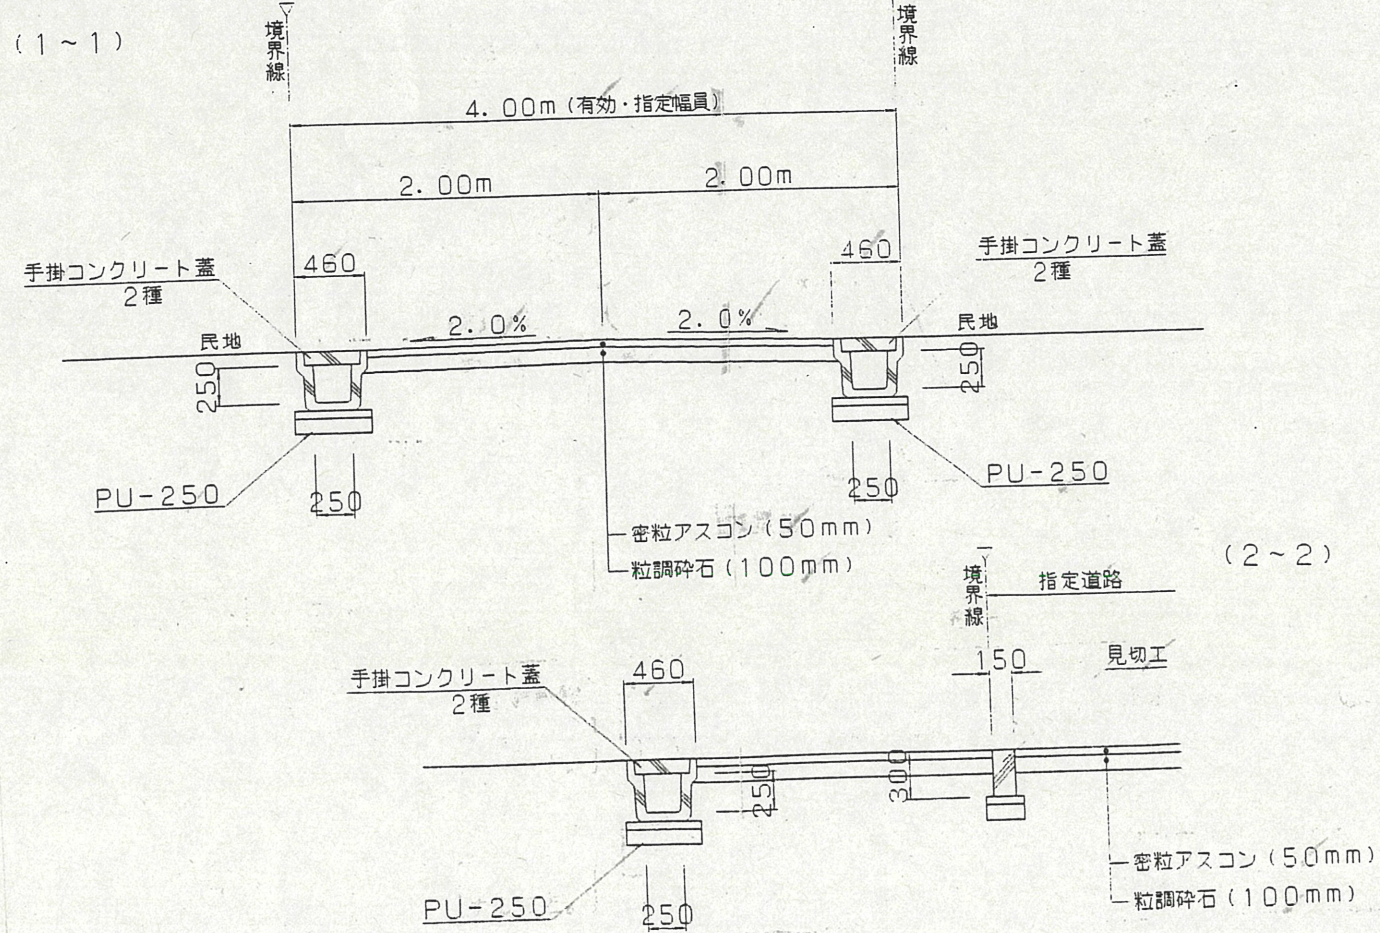 (1~1)
境界線
境界線
4.00m(有効・指定幅員)
2.00m
2.00m
手掛コンクリート蓋
2種
460
460
手掛コンクリート蓋
2種
民地
2.0%
2.0%
民地
250
250
PU-250
250
250
PU-250
密粒アスコン(50mm)
粒調砕石(100mm)
(2~2)
境界線
指定道路
手掛コンクリート蓋
2種
460
150
見切工
250
300
PU-250
250
密粒アスコン(50mm)
粒調砕石(100mm)